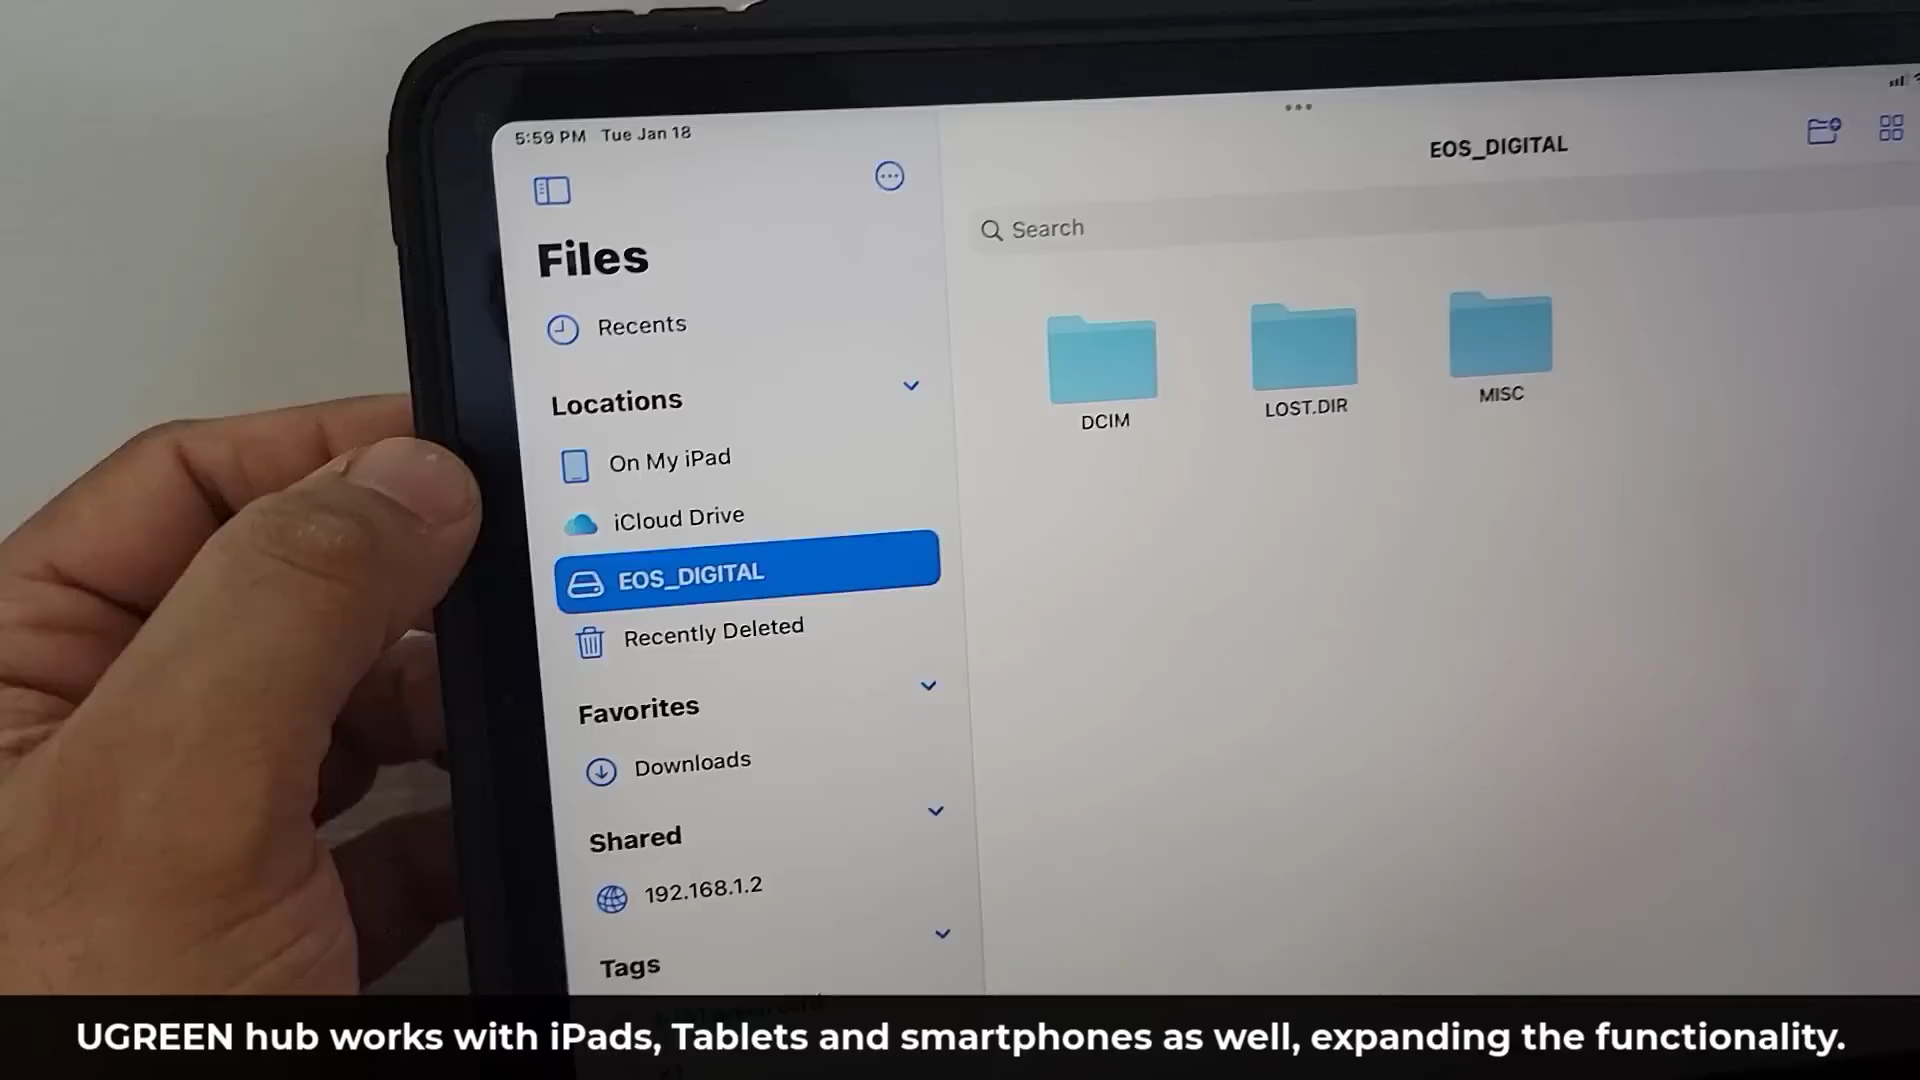 5:59 PM Tue Jan 18
EOS_DIGITAL
Files
Search
Recents
Locations
On My iPad
iCloud Drive
EOS_DIGITAL
Recently Deleted
Favorites
Downloads
Shared
192.168.1.2
Tags
DCIM
LOST.DIR
MISC
UGREEN hub works with iPads, Tablets and smartphones as well, expanding the functionality.